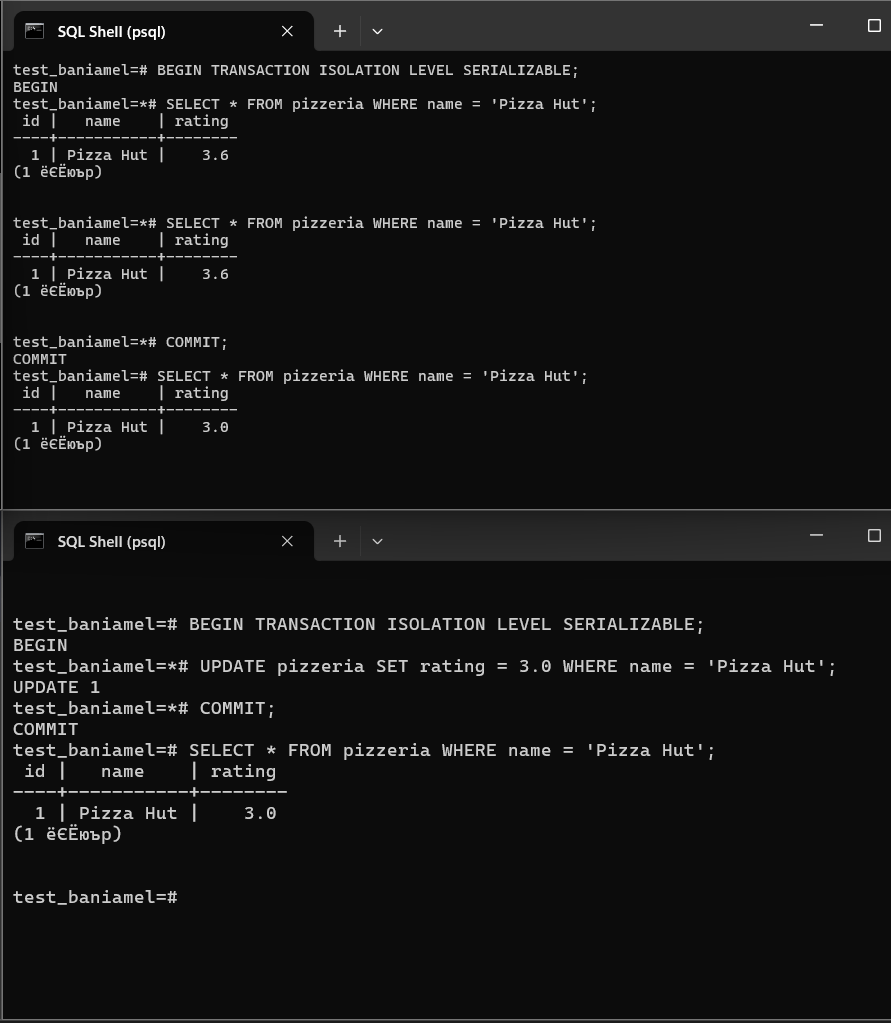 SQL Shell (psql)
test_baniamel=# BEGIN TRANSACTION ISOLATION LEVEL SERIALIZABLE;
BEGIN
test_baniamel=*# SELECT * FROM pizzeria WHERE name = 'Pizza Hut';
 id |   name    | rating
----+-----------+--------
  1 | Pizza Hut |    3.6
(1 ёЄЁюър)
test_baniamel=*# SELECT * FROM pizzeria WHERE name = 'Pizza Hut';
 id |   name    | rating
----+-----------+--------
  1 | Pizza Hut |    3.6
(1 ёЄЁюър)
test_baniamel=*# COMMIT;
COMMIT
test_baniamel=# SELECT * FROM pizzeria WHERE name = 'Pizza Hut';
 id |   name    | rating
----+-----------+--------
  1 | Pizza Hut |    3.0
(1 ёЄЁюър)
SQL Shell (psql)
test_baniamel=# BEGIN TRANSACTION ISOLATION LEVEL SERIALIZABLE;
BEGIN
test_baniamel=*# UPDATE pizzeria SET rating = 3.0 WHERE name = 'Pizza Hut';
UPDATE 1
test_baniamel=*# COMMIT;
COMMIT
test_baniamel=# SELECT * FROM pizzeria WHERE name = 'Pizza Hut';
 id |   name    | rating
----+-----------+--------
  1 | Pizza Hut |    3.0
(1 ёЄЁюър)
test_baniamel=#